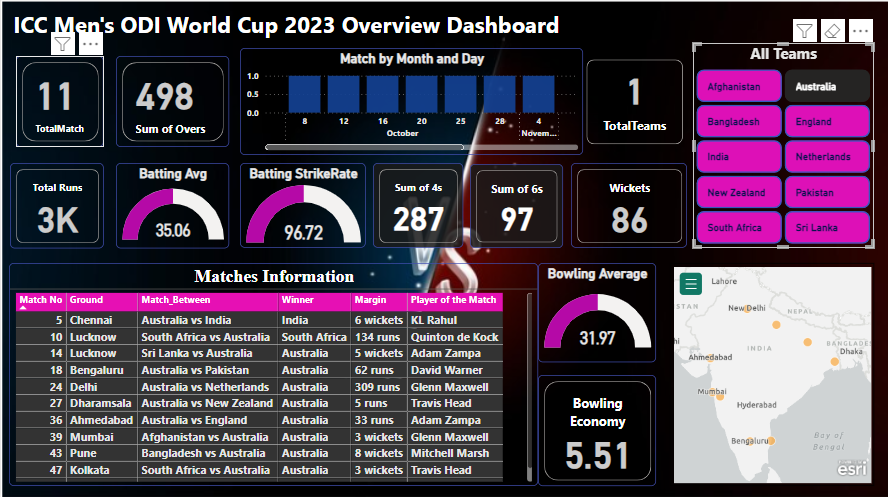 ICC Men's ODI World Cup 2023 Overview Dashboard
11
TotalMatch
498
Sum of Overs
Match by Month and Day
1.0
0.5
0.0
8 12 16 20 25 28 4
October Novem...
1
TotalTeams
All Teams
Afghanistan Australia
Bangladesh England
India Netherlands
New Zealand Pakistan
South Africa Sri Lanka
Total Runs
3K
Batting Avg
35.06
Batting StrikeRate
96.72
Sum of 4s
287
Sum of 6s
97
Wickets
86
VS
Matches Information
Match No Ground Match_Between Winner Margin Player of the Match
5 Chennai Australia vs India India 6 wickets KL Rahul
10 Lucknow South Africa vs Australia South Africa 134 runs Quinton de Kock
14 Lucknow Sri Lanka vs Australia Australia 5 wickets Adam Zampa
18 Bengaluru Australia vs Pakistan Australia 62 runs David Warner
24 Delhi Australia vs Netherlands Australia 309 runs Glenn Maxwell
27 Dharamsala Australia vs New Zealand Australia 5 runs Travis Head
36 Ahmedabad Australia vs England Australia 33 runs Adam Zampa
39 Mumbai Afghanistan vs Australia Australia 3 wickets Glenn Maxwell
43 Pune Bangladesh vs Australia Australia 8 wickets Mitchell Marsh
47 Kolkata South Africa vs Australia Australia 3 wickets Travis Head
Bowling Average
31.97
Bowling
Economy
5.51
Lahore
STAN
New Delhi
NEPAL
INDIA
BANGLADES
Dhaka
Ahmedabad
Mumbai
Hyderabad
Bengaluru
Bay of
Bengal
esri